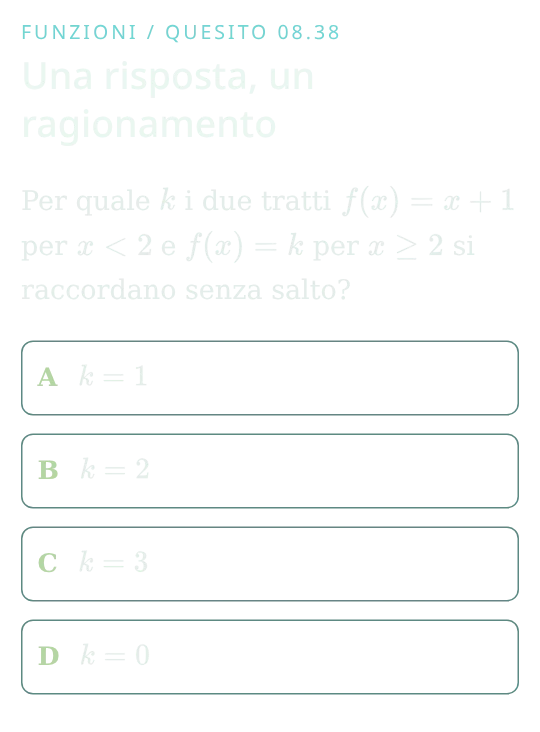 FUNZIONI / QUESITO 08.38
Una risposta, un
ragionamento
Per quale k i due tratti f(x) = x + 1
per x < 2 e f(x) = k per x ≥ 2 si
raccordano senza salto?
A k = 1
B k = 2
C k = 3
D k = 0